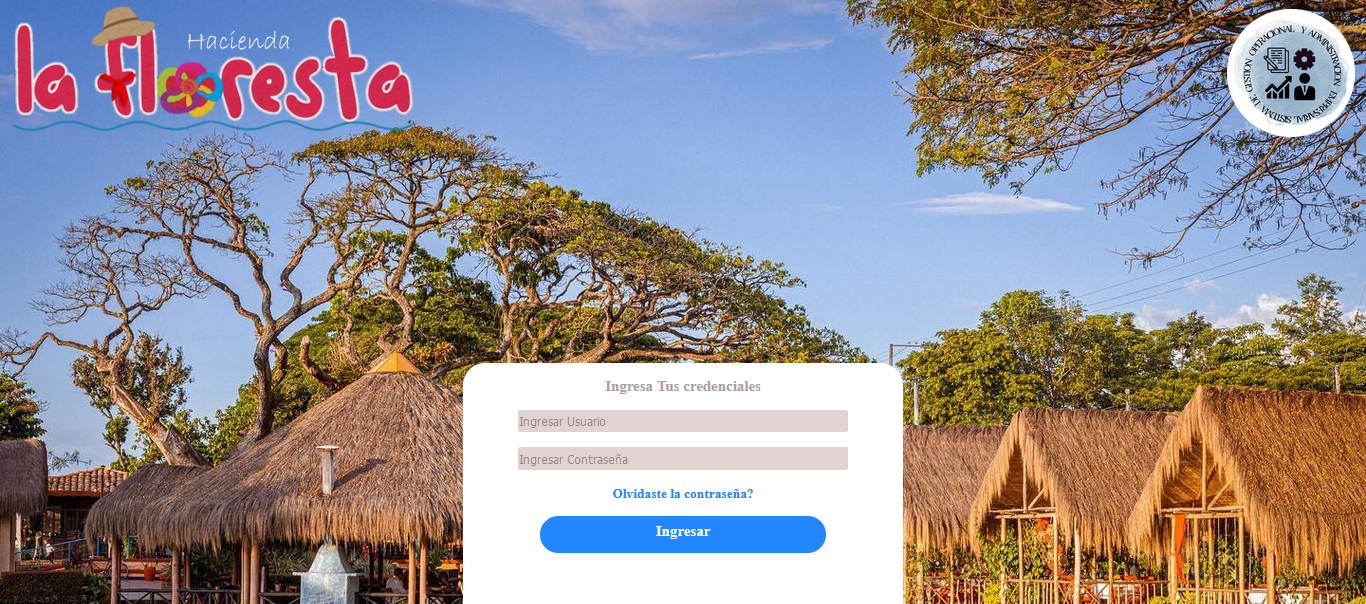 Hacienda
la floresta
SISTEMA DE GESTION OPERACIONAL Y ADMINISTRACION EMPRESARIAL
Ingresa Tus credenciales
Ingresar Usuario
Ingresar Contraseña
Olvidaste la contraseña?
Ingresar